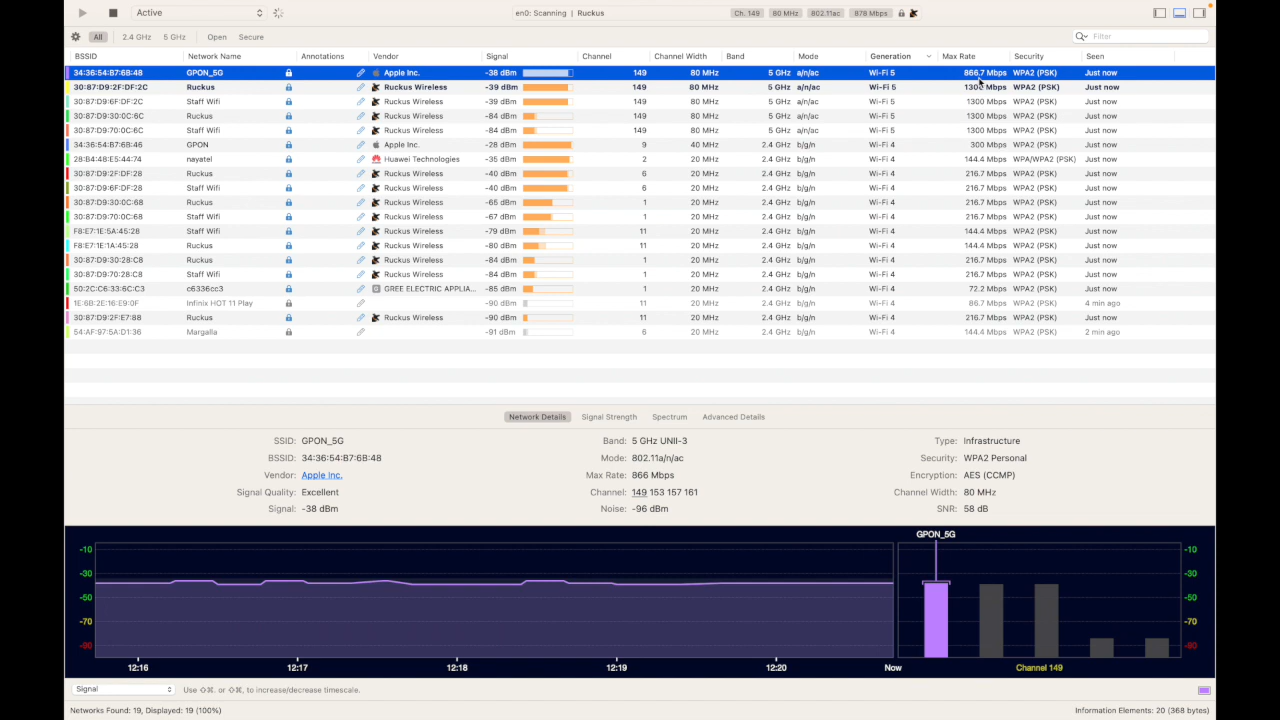 Active en0: Scanning | Ruckus Ch. 149 80 MHz 802.11ac 878 Mbps
All 2.4 GHz 5 GHz Open Secure Filter
BSSID Network Name Annotations Vendor Signal Channel Channel Width Band Mode Generation Max Rate Security Seen
34:36:54:B7:6B:48 GPON_5G Apple Inc. -38 dBm 149 80 MHz 5 GHz a/n/ac Wi-Fi 5 866.7 Mbps WPA2 (PSK) Just now
30:87:D9:2F:DF:2C Ruckus Ruckus Wireless -39 dBm 149 80 MHz 5 GHz a/n/ac Wi-Fi 5 1300 Mbps WPA2 (PSK) Just now
30:87:D9:6F:DF:2C Staff Wifi Ruckus Wireless -39 dBm 149 80 MHz 5 GHz a/n/ac Wi-Fi 5 1300 Mbps WPA2 (PSK) Just now
30:87:D9:30:0C:6C Ruckus Ruckus Wireless -84 dBm 149 80 MHz 5 GHz a/n/ac Wi-Fi 5 1300 Mbps WPA2 (PSK) Just now
30:87:D9:70:0C:6C Staff Wifi Ruckus Wireless -84 dBm 149 80 MHz 5 GHz a/n/ac Wi-Fi 5 1300 Mbps WPA2 (PSK) Just now
34:36:54:B7:6B:46 GPON Apple Inc. -28 dBm 9 40 MHz 2.4 GHz b/g/n Wi-Fi 4 300 Mbps WPA2 (PSK) Just now
28:B4:48:E5:44:74 nayatel Huawei Technologies -35 dBm 2 20 MHz 2.4 GHz b/g/n Wi-Fi 4 144.4 Mbps WPA/WPA2 (PSK) Just now
30:87:D9:2F:DF:28 Ruckus Ruckus Wireless -40 dBm 6 20 MHz 2.4 GHz b/g/n Wi-Fi 4 216.7 Mbps WPA2 (PSK) Just now
30:87:D9:6F:DF:28 Staff Wifi Ruckus Wireless -40 dBm 6 20 MHz 2.4 GHz b/g/n Wi-Fi 4 216.7 Mbps WPA2 (PSK) Just now
30:87:D9:30:0C:68 Ruckus Ruckus Wireless -65 dBm 1 20 MHz 2.4 GHz b/g/n Wi-Fi 4 216.7 Mbps WPA2 (PSK) Just now
30:87:D9:70:0C:68 Staff Wifi Ruckus Wireless -67 dBm 1 20 MHz 2.4 GHz b/g/n Wi-Fi 4 216.7 Mbps WPA2 (PSK) Just now
F8:E7:1E:5A:45:28 Staff Wifi Ruckus Wireless -79 dBm 11 20 MHz 2.4 GHz b/g/n Wi-Fi 4 144.4 Mbps WPA2 (PSK) Just now
F8:E7:1E:1A:45:28 Ruckus Ruckus Wireless -80 dBm 11 20 MHz 2.4 GHz b/g/n Wi-Fi 4 144.4 Mbps WPA2 (PSK) Just now
30:87:D9:30:28:C8 Ruckus Ruckus Wireless -84 dBm 1 20 MHz 2.4 GHz b/g/n Wi-Fi 4 216.7 Mbps WPA2 (PSK) Just now
30:87:D9:70:28:C8 Staff Wifi Ruckus Wireless -84 dBm 1 20 MHz 2.4 GHz b/g/n Wi-Fi 4 216.7 Mbps WPA2 (PSK) Just now
50:2C:C6:33:6C:C3 c6336cc3 GREE ELECTRIC APPLIA... -85 dBm 1 20 MHz 2.4 GHz b/g/n Wi-Fi 4 72.2 Mbps WPA2 (PSK) Just now
1E:6B:2E:16:E9:0F Infinix HOT 11 Play -90 dBm 11 20 MHz 2.4 GHz b/g/n Wi-Fi 4 86.7 Mbps WPA2 (PSK) 4 min ago
30:87:D9:2F:E7:88 Ruckus Ruckus Wireless -90 dBm 11 20 MHz 2.4 GHz b/g/n Wi-Fi 4 216.7 Mbps WPA2 (PSK) Just now
54:AF:97:5A:D1:36 Margalla -91 dBm 6 20 MHz 2.4 GHz b/g/n Wi-Fi 4 144.4 Mbps WPA2 (PSK) 2 min ago
Network Details Signal Strength Spectrum Advanced Details
SSID: GPON_5G Band: 5 GHz UNII-3 Type: Infrastructure
BSSID: 34:36:54:B7:6B:48 Mode: 802.11a/n/ac Security: WPA2 Personal
Vendor: Apple Inc. Max Rate: 866 Mbps Encryption: AES (CCMP)
Signal Quality: Excellent Channel: 149 153 157 161 Channel Width: 80 MHz
Signal: -38 dBm Noise: -96 dBm SNR: 58 dB
GPON_5G
-10 -10
-30 -30
-50 -50
-70 -70
-90 -90
12:16 12:17 12:18 12:19 12:20 Now Channel 149
Signal Use ⇧⌘. or ⇧⌘, to increase/decrease timescale.
Networks Found: 19, Displayed: 19 (100%) Information Elements: 20 (368 bytes)